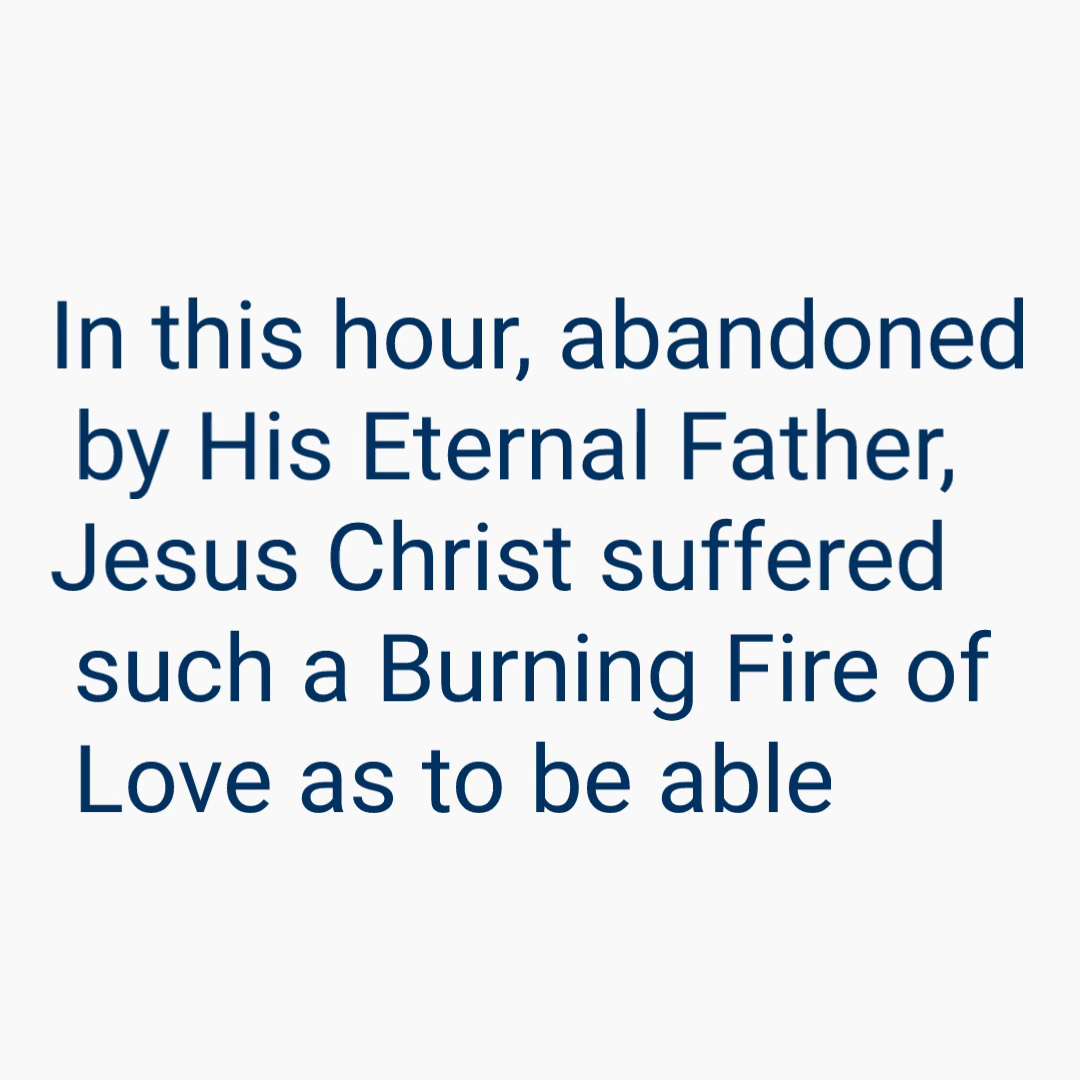 In this hour, abandoned
by His Eternal Father,
Jesus Christ suffered
such a Burning Fire of
Love as to be able